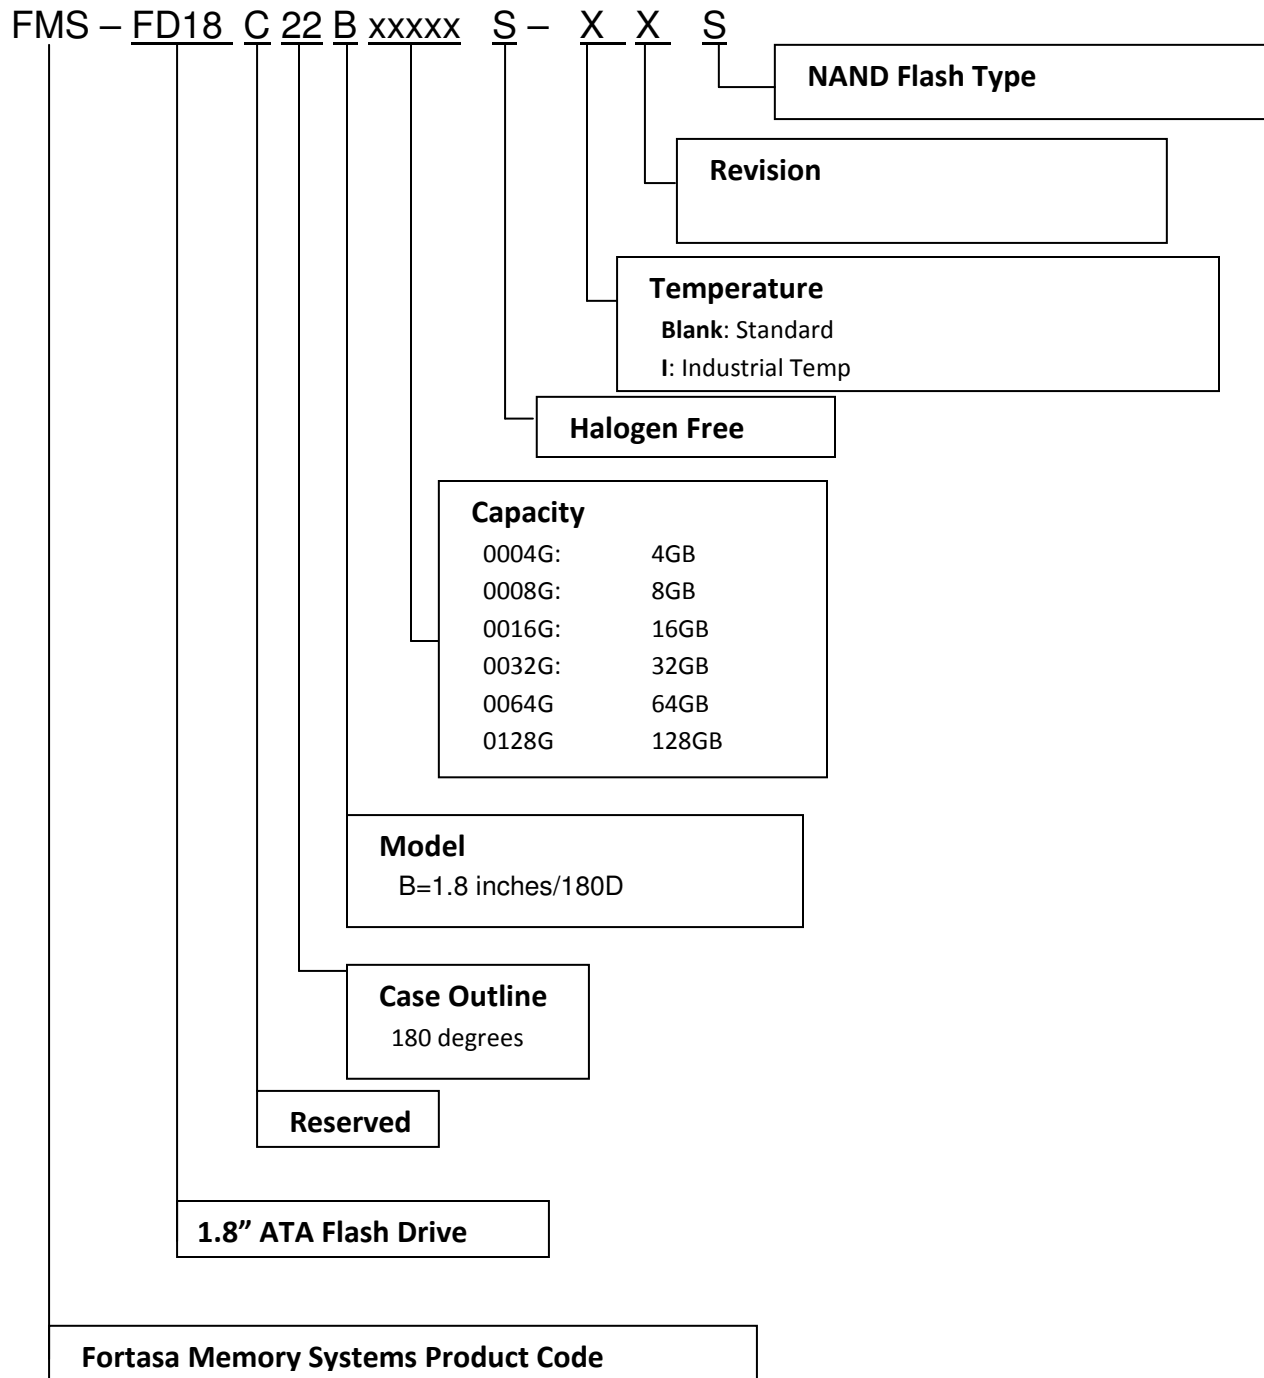 FMS – FD18 C 22 B xxxxx S – X X S
NAND Flash Type
Revision
Temperature
Blank: Standard
I: Industrial Temp
Halogen Free
Capacity
0004G: 4GB
0008G: 8GB
0016G: 16GB
0032G: 32GB
0064G 64GB
0128G 128GB
Model
B=1.8 inches/180D
Case Outline
180 degrees
Reserved
1.8” ATA Flash Drive
Fortasa Memory Systems Product Code